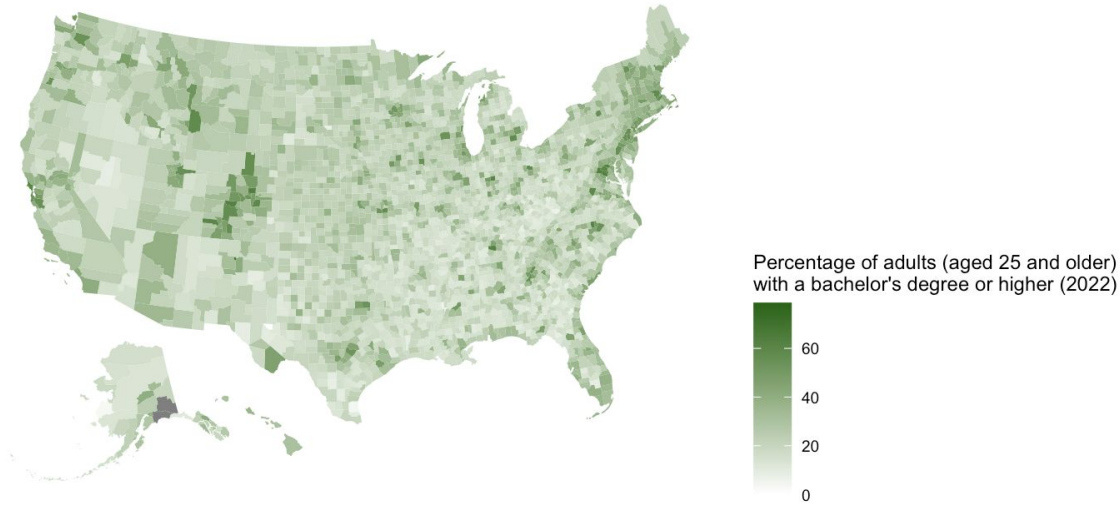 Percentage of adults (aged 25 and older)
with a bachelor's degree or higher (2022)
60
40
20
0